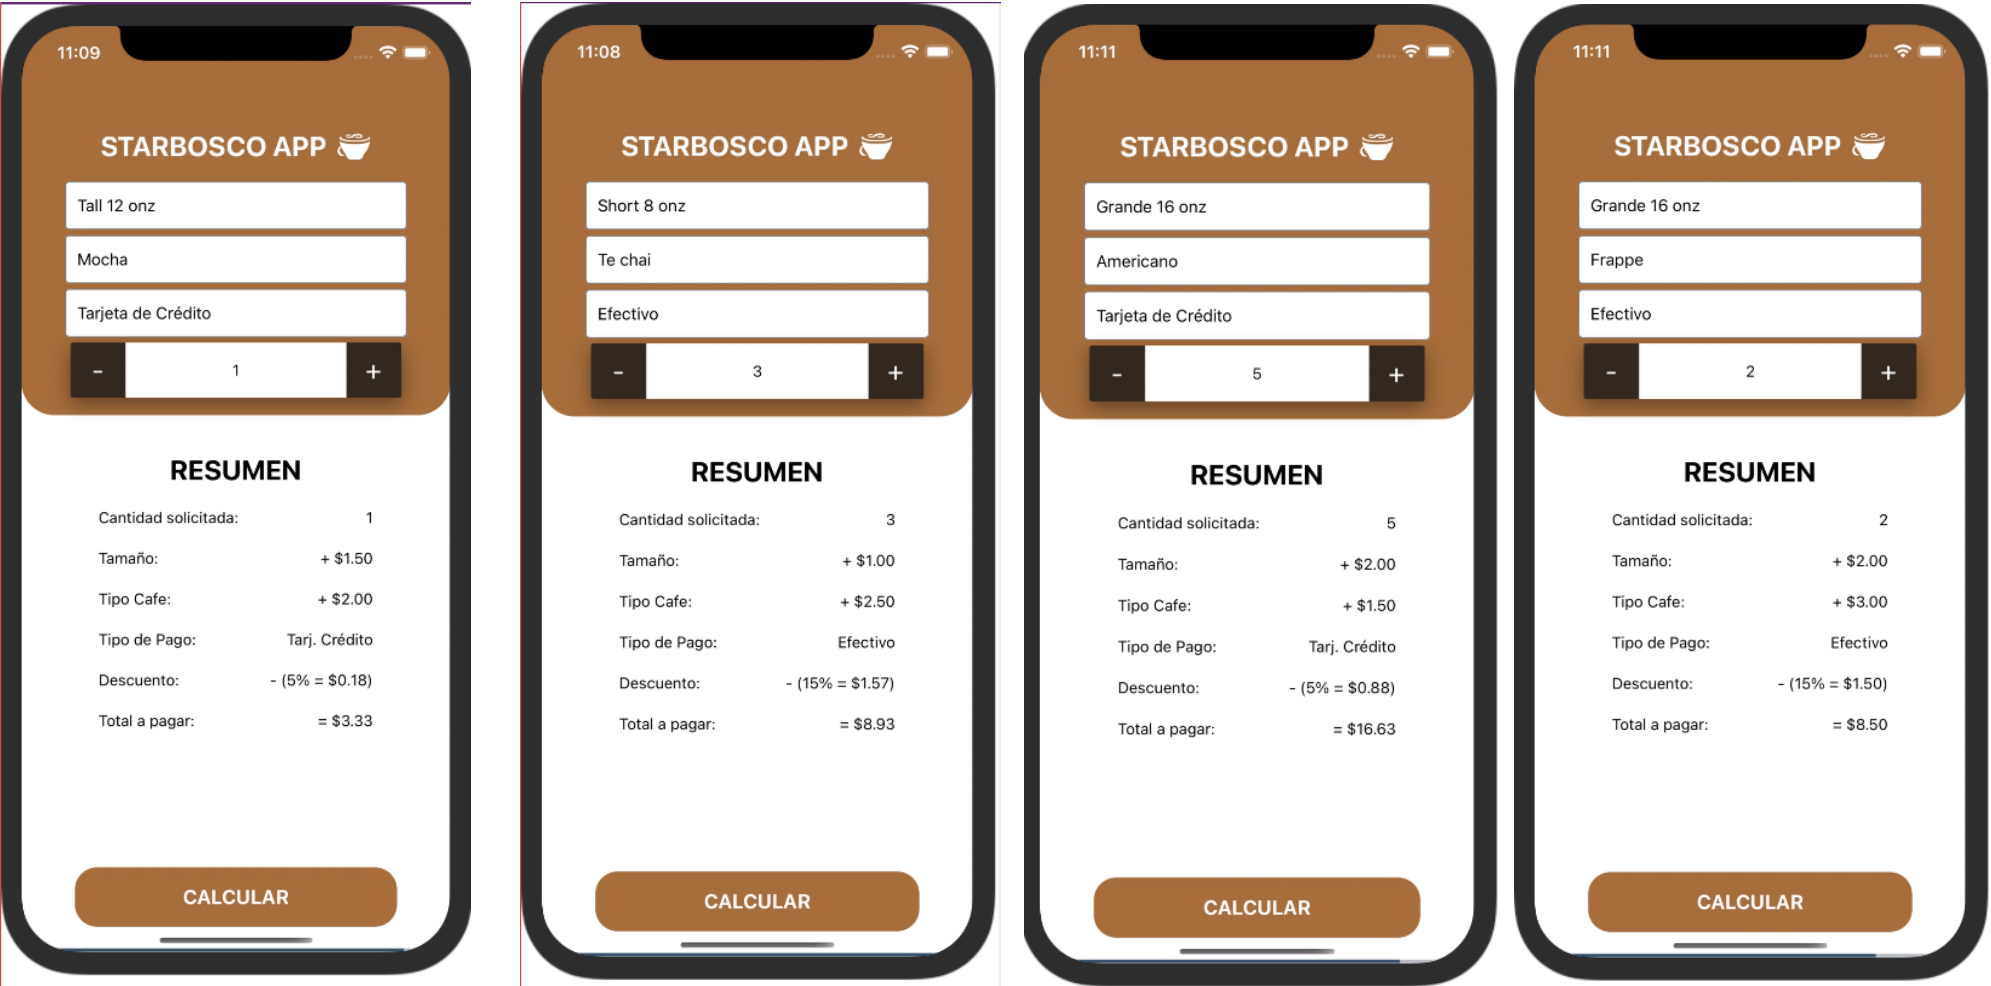 11:09
STARBOSCO APP
Tall 12 onz
Mocha
Tarjeta de Crédito
- 1 +
RESUMEN
Cantidad solicitada: 1
Tamaño: + $1.50
Tipo Cafe: + $2.00
Tipo de Pago: Tarj. Crédito
Descuento: - (5% = $0.18)
Total a pagar: = $3.33
CALCULAR
11:08
STARBOSCO APP
Short 8 onz
Te chai
Efectivo
- 3 +
RESUMEN
Cantidad solicitada: 3
Tamaño: + $1.00
Tipo Cafe: + $2.50
Tipo de Pago: Efectivo
Descuento: - (15% = $1.57)
Total a pagar: = $8.93
CALCULAR
11:11
STARBOSCO APP
Grande 16 onz
Americano
Tarjeta de Crédito
- 5 +
RESUMEN
Cantidad solicitada: 5
Tamaño: + $2.00
Tipo Cafe: + $1.50
Tipo de Pago: Tarj. Crédito
Descuento: - (5% = $0.88)
Total a pagar: = $16.63
CALCULAR
11:11
STARBOSCO APP
Grande 16 onz
Frappe
Efectivo
- 2 +
RESUMEN
Cantidad solicitada: 2
Tamaño: + $2.00
Tipo Cafe: + $3.00
Tipo de Pago: Efectivo
Descuento: - (15% = $1.50)
Total a pagar: = $8.50
CALCULAR